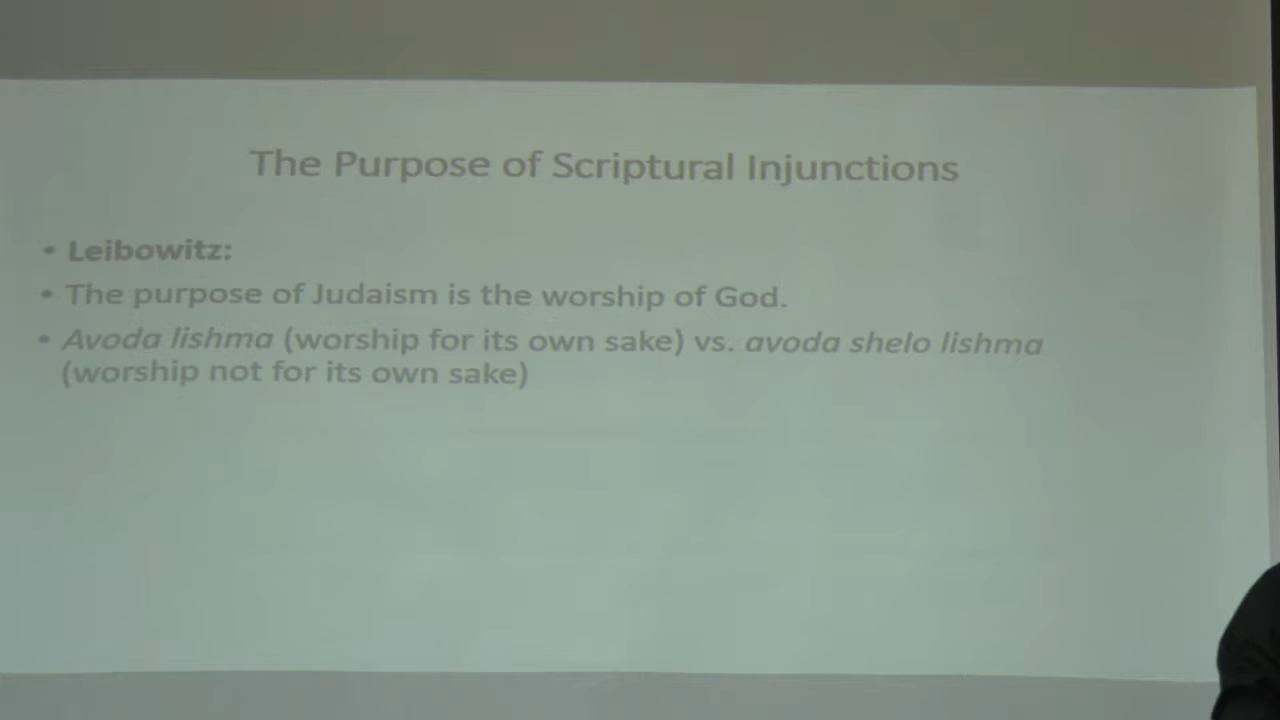 The Purpose of Scriptural Injunctions
• Leibowitz:
• The purpose of Judaism is the worship of God.
• Avoda lishma (worship for its own sake) vs. avoda shelo lishma
(worship not for its own sake)